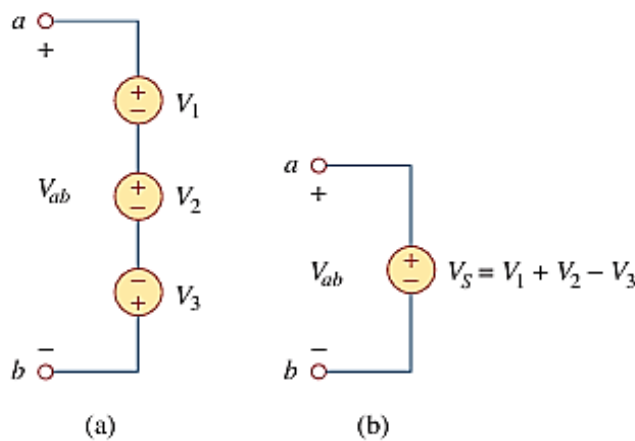 a
+
+
−
V1
Vab
+
−
V2
−
+
V3
−
b
(a)
a
+
Vab
+
−
VS = V1 + V2 − V3
−
b
(b)